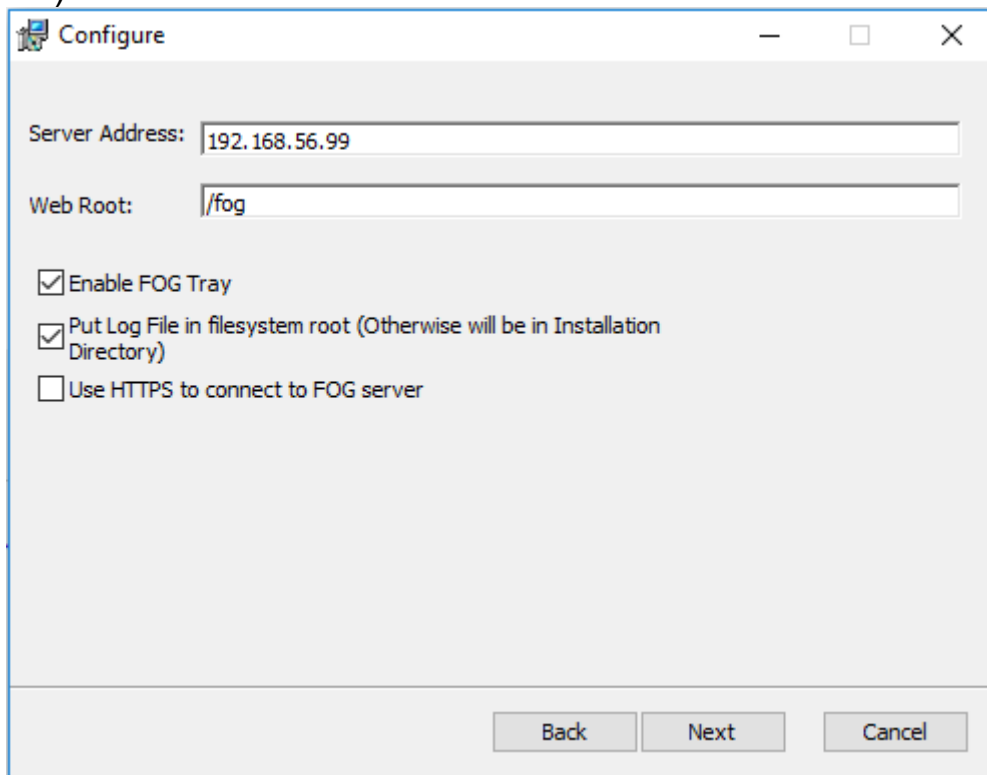 Configure
Server Address: 192.168.56.99
Web Root: /fog
Enable FOG Tray
Put Log File in filesystem root (Otherwise will be in Installation
Directory)
Use HTTPS to connect to FOG server
Back Next Cancel